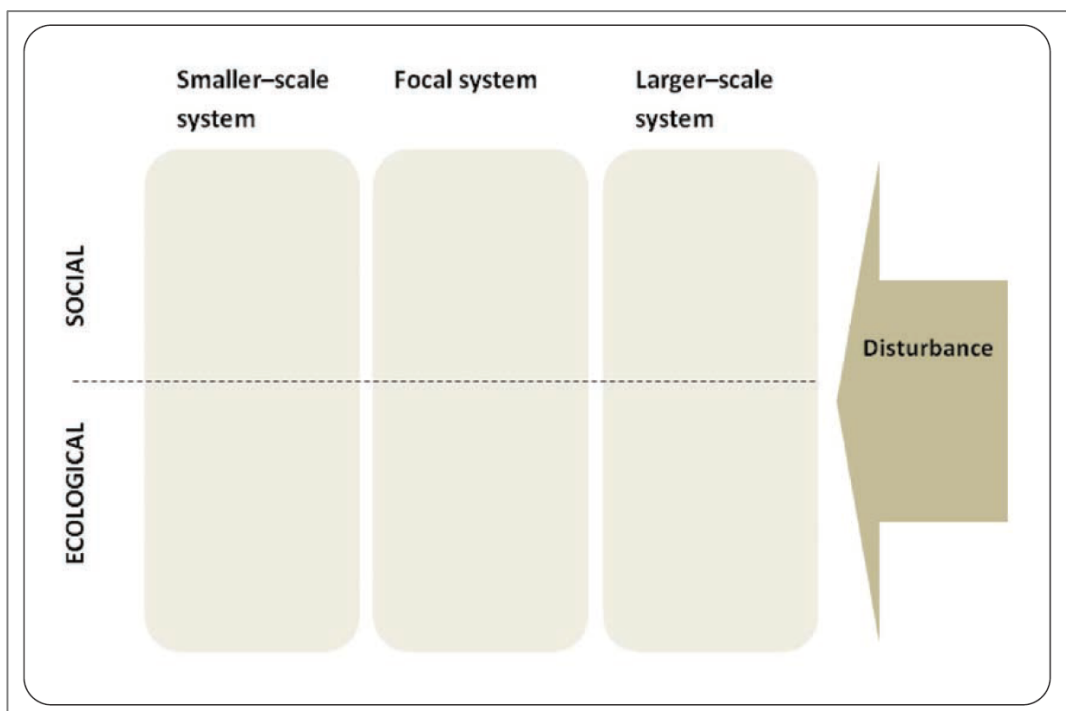 Smaller–scale
system
Focal system
Larger–scale
system
SOCIAL
ECOLOGICAL
Disturbance